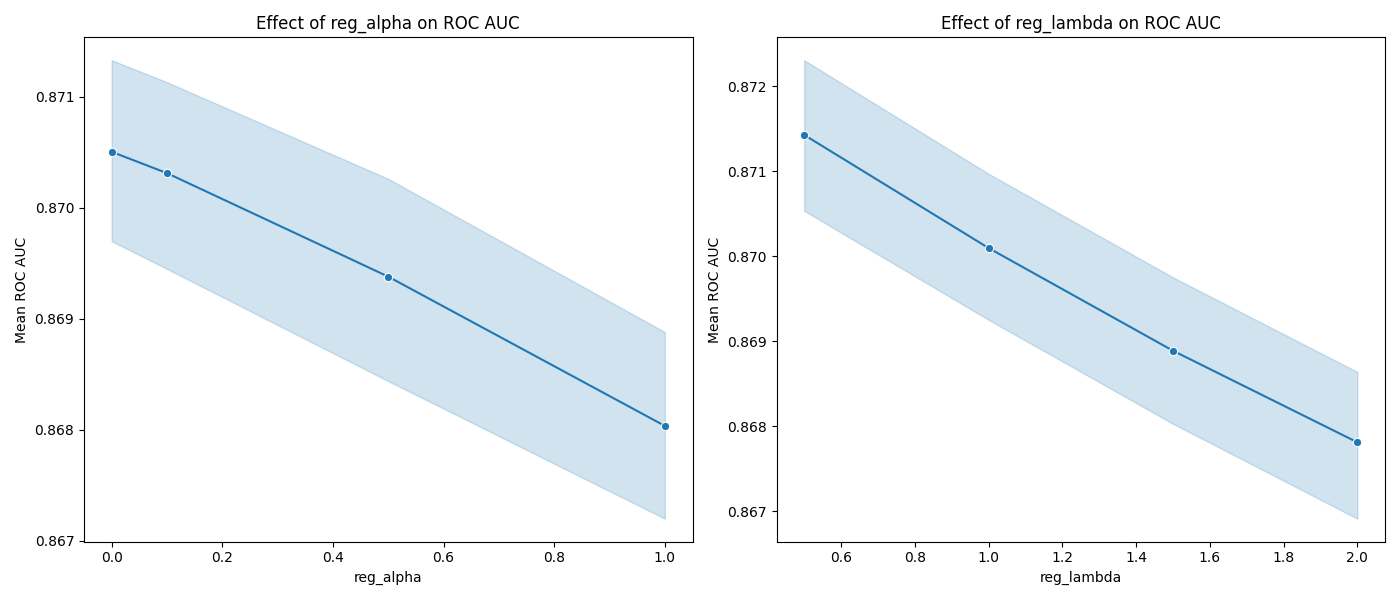 Effect of reg_alpha on ROC AUC
Mean ROC AUC
0.871
0.870
0.869
0.868
0.867
0.0 0.2 0.4 0.6 0.8 1.0
reg_alpha
Effect of reg_lambda on ROC AUC
Mean ROC AUC
0.872
0.871
0.870
0.869
0.868
0.867
0.6 0.8 1.0 1.2 1.4 1.6 1.8 2.0
reg_lambda